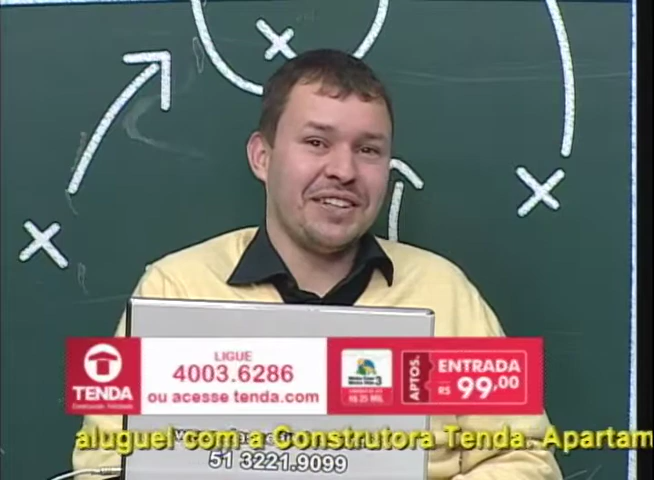 TENDA
CONSTRUTORA
LIGUE
4003.6286
ou acesse tenda.com
APTOS.
ENTRADA
R$ 99,00
aluguel com a Construtora Tenda. Apartam
51 3221.9099